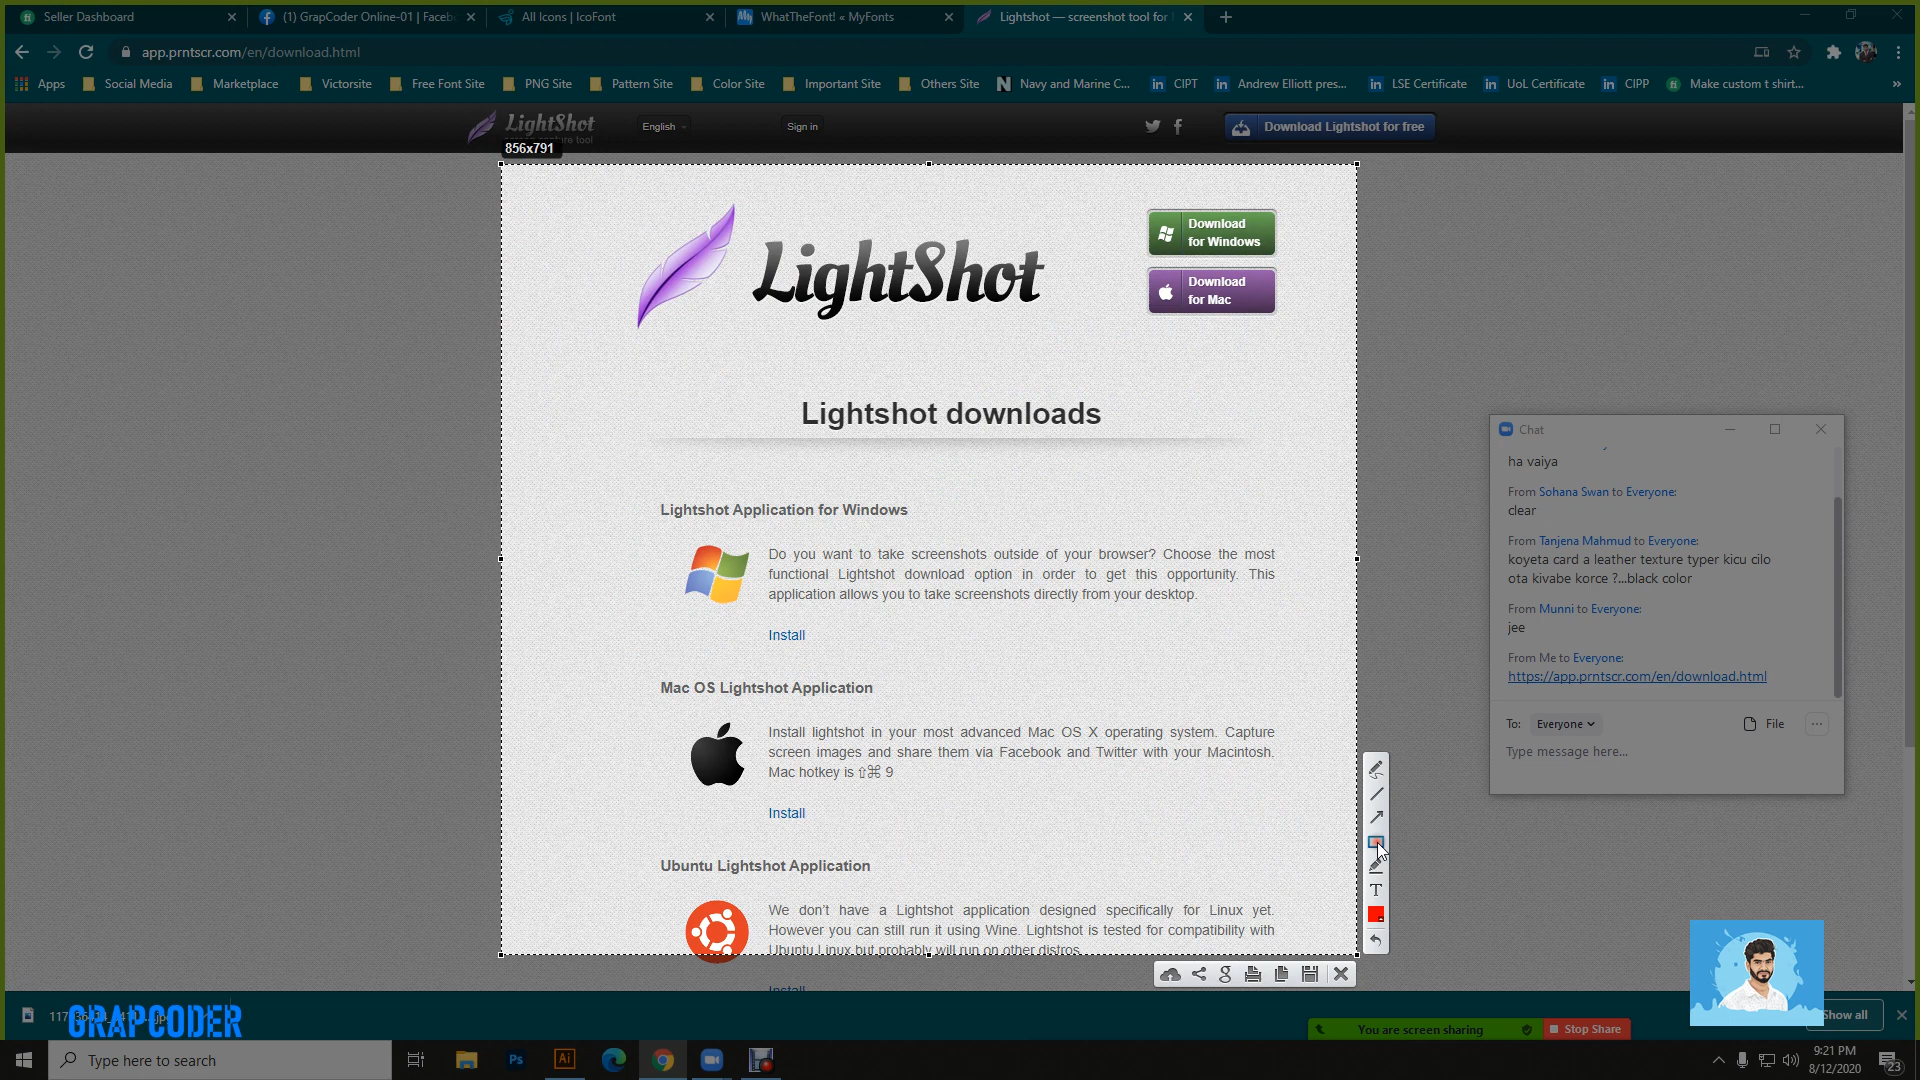 Seller Dashboard
(1) GrapCoder Online-01 | Faceb
All Icons | IcoFont
WhatTheFont! « MyFonts
Lightshot — screenshot tool for
app.prntscr.com/en/download.html
Apps
Social Media
Marketplace
Victorsite
Free Font Site
PNG Site
Pattern Site
Color Site
Important Site
Others Site
Navy and Marine C...
CIPT
Andrew Elliott pres...
LSE Certificate
UoL Certificate
CIPP
Make custom t shirt...
LightShot
English
Sign in
Download Lightshot for free
856x791
LightShot
Download
for Windows
Download
for Mac
Lightshot downloads
Lightshot Application for Windows
Do you want to take screenshots outside of your browser? Choose the most
functional Lightshot download option in order to get this opportunity. This
application allows you to take screenshots directly from your desktop.
Install
Mac OS Lightshot Application
Install lightshot in your most advanced Mac OS X operating system. Capture
screen images and share them via Facebook and Twitter with your Macintosh.
Mac hotkey is ⇧⌘ 9
Install
Ubuntu Lightshot Application
We don't have a Lightshot application designed specifically for Linux yet.
However you can still run it using Wine. Lightshot is tested for compatibility with
Ubuntu Linux but probably will run on other distros.
Install
Chat
ha vaiya
From Sohana Swan to Everyone:
clear
From Tanjena Mahmud to Everyone:
koyeta card a leather texture typer kicu cilo
ota kivabe korce ?...black color
From Munni to Everyone:
jee
From Me to Everyone:
https://app.prntscr.com/en/download.html
To: Everyone
File
Type message here...
GRAPCODER
Show all
You are screen sharing
Stop Share
Type here to search
9:21 PM
8/12/2020
23